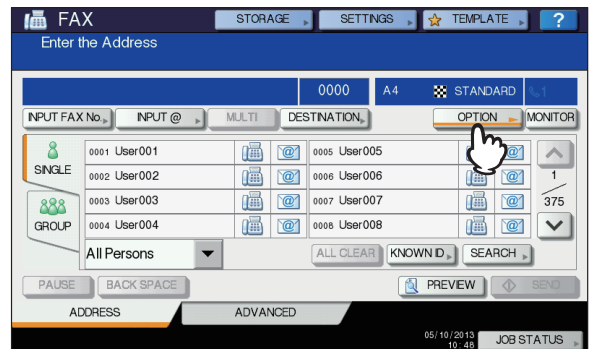 FAX STORAGE SETTINGS TEMPLATE ?
Enter the Address
0000 A4 STANDARD 1
INPUT FAX No. INPUT @ MULTI DESTINATION OPTION MONITOR
SINGLE
0001 User001 @ 0005 User005 @
0002 User002 @ 0006 User006 @
1
375
0003 User003 @ 0007 User007 @
GROUP
0004 User004 @ 0008 User008 @
All Persons ALL CLEAR KNOWN ID SEARCH
PAUSE BACK SPACE PREVIEW SEND
ADDRESS ADVANCED
05/10/2013
10:48
JOB STATUS